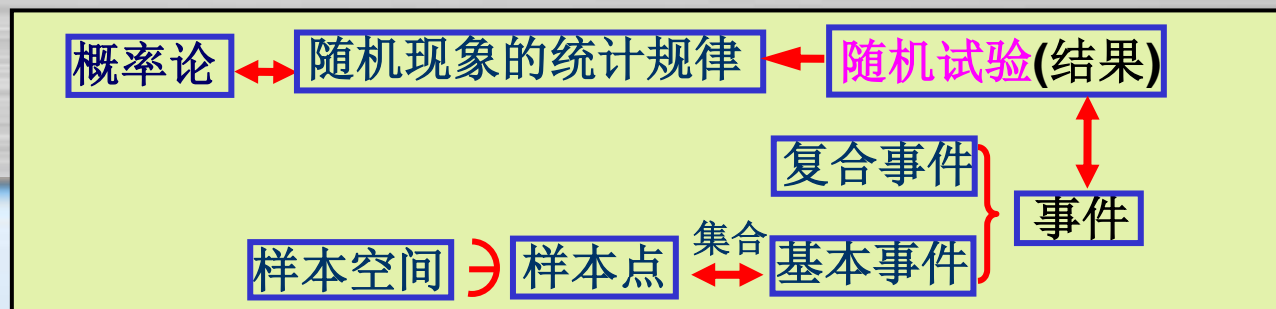 概率论 随机现象的统计规律 随机试验(结果)
复合事件
事件
集合
样本空间 样本点 基本事件